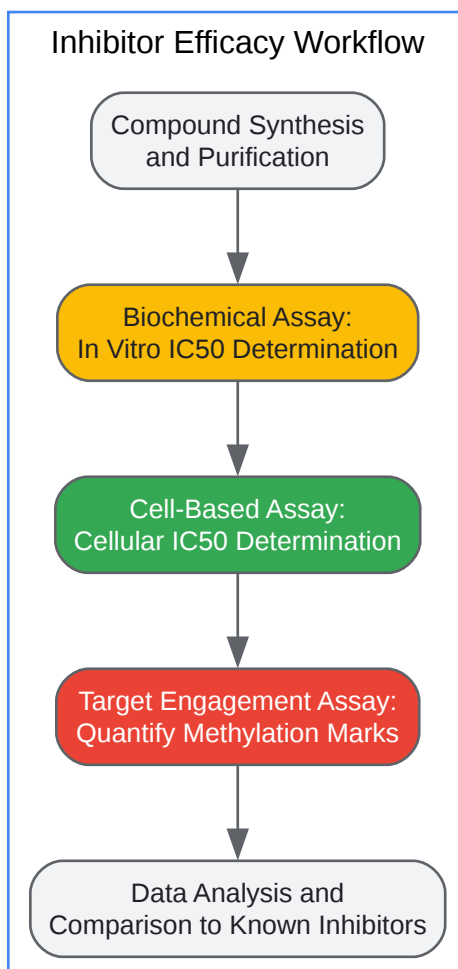 Inhibitor Efficacy Workflow
Compound Synthesis
and Purification
Biochemical Assay:
In Vitro IC50 Determination
Cell-Based Assay:
Cellular IC50 Determination
Target Engagement Assay:
Quantify Methylation Marks
Data Analysis and
Comparison to Known Inhibitors